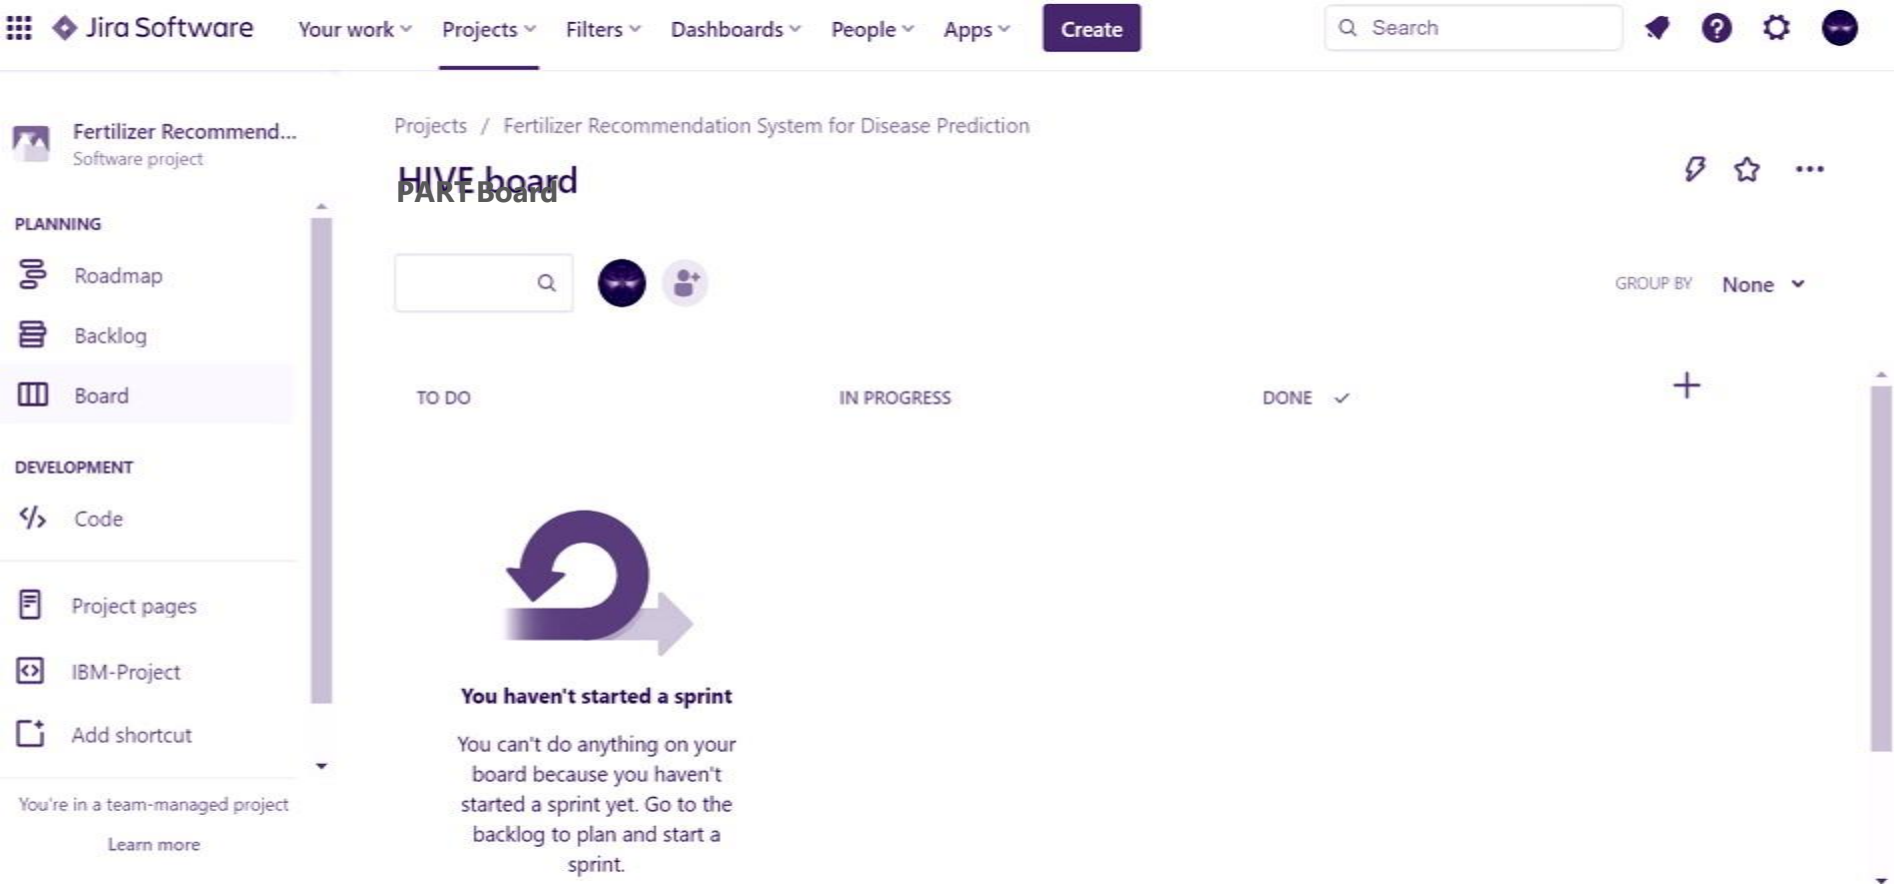 Jira Software Your work Projects Filters Dashboards People Apps Create Search
Fertilizer Recommend...
Software project
PLANNING
Roadmap
Backlog
Board
DEVELOPMENT
Code
Project pages
IBM-Project
Add shortcut
You're in a team-managed project
Learn more
Projects / Fertilizer Recommendation System for Disease Prediction
HIVE board
PART Board
GROUP BY None
TO DO IN PROGRESS DONE
You haven't started a sprint
You can't do anything on your
board because you haven't
started a sprint yet. Go to the
backlog to plan and start a
sprint.